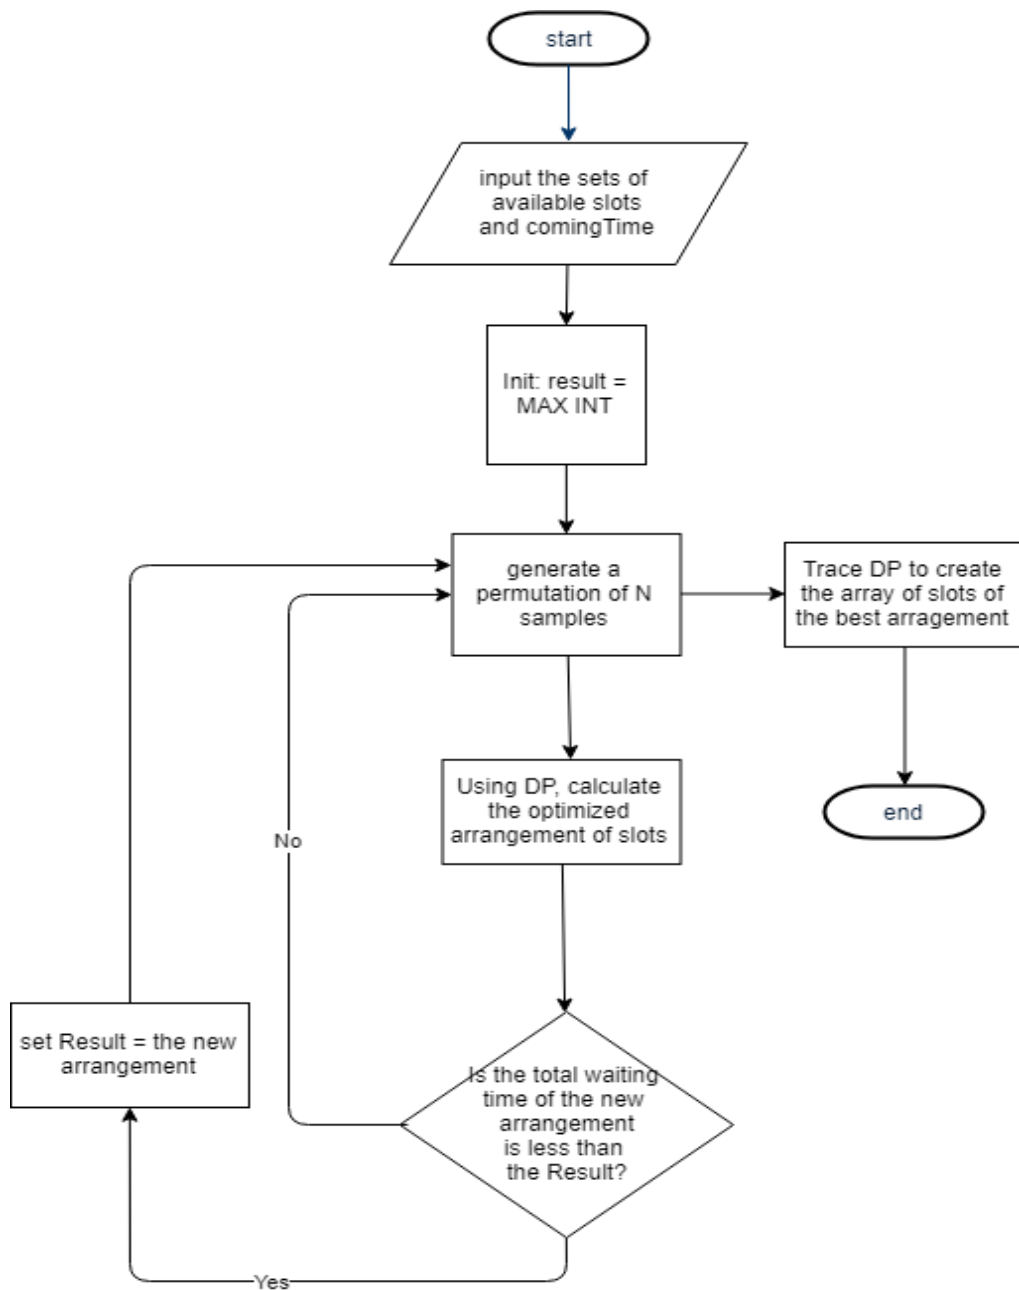 start
input the sets of
available slots
and comingTime
Init: result =
MAX INT
generate a
permutation of N
samples
Trace DP to create
the array of slots of
the best arragement
Using DP, calculate
the optimized
arrangement of slots
end
No
set Result = the new
arrangement
Is the total waiting
time of the new
arrangement
is less than
the Result?
Yes